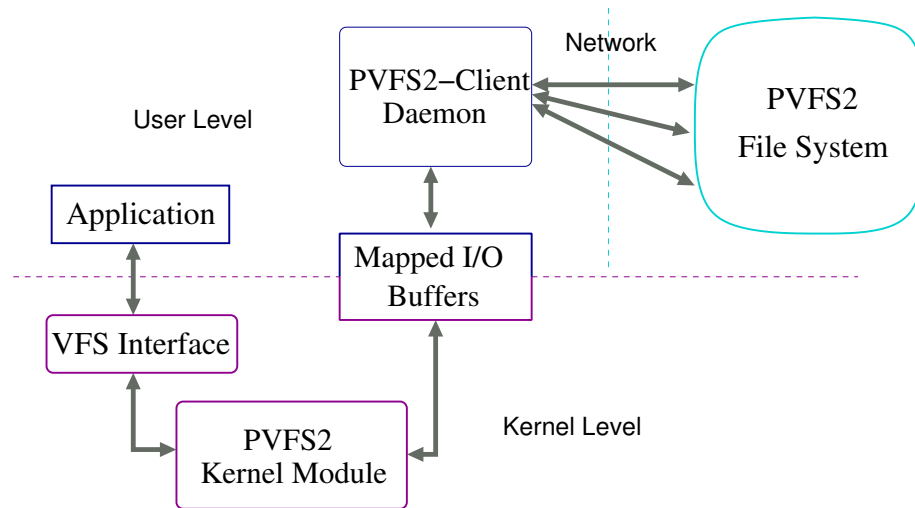 Network
PVFS2−Client
Daemon
PVFS2
File System
User Level
Application
Mapped I/O
Buffers
VFS Interface
PVFS2
Kernel Module
Kernel Level